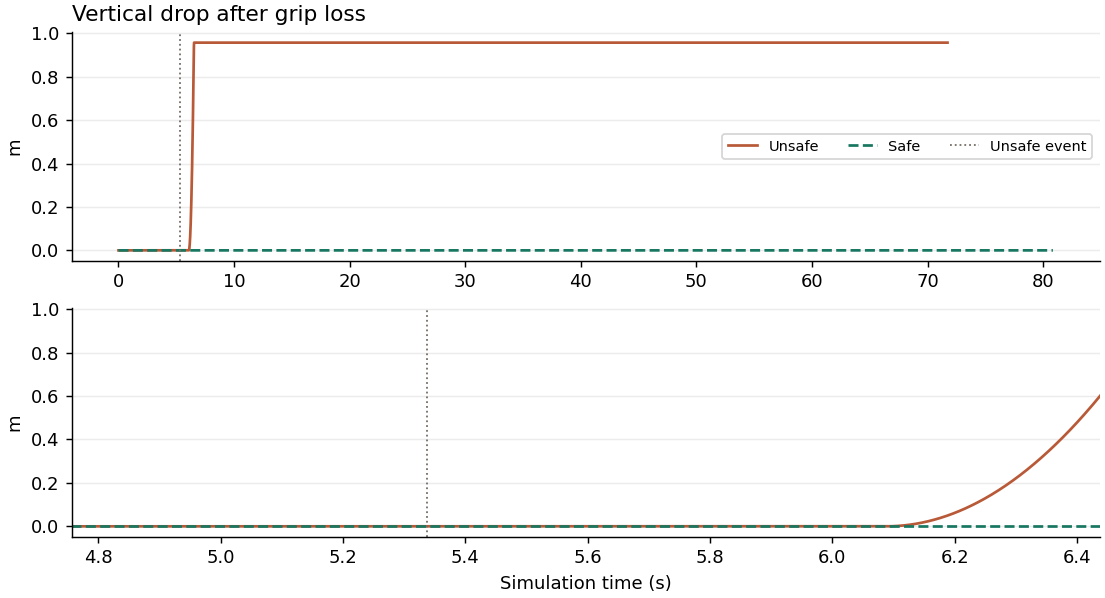 Vertical drop after grip loss
1.0
0.8
0.6
0.4
0.2
0.0
m
Unsafe Safe Unsafe event
0 10 20 30 40 50 60 70 80
1.0
0.8
0.6
0.4
0.2
0.0
m
4.8 5.0 5.2 5.4 5.6 5.8 6.0 6.2 6.4
Simulation time (s)